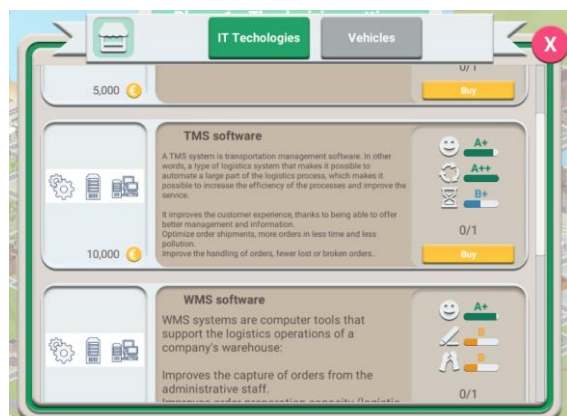 IT Techologies
Vehicles
X
5,000
0/1
Buy
TMS software
A TMS system is transportation management software. In other
words, a type of logistics system that makes it possible to
automate a large part of the logistics process, which makes it
possible to increase the efficiency of the processes and improve the
service.
It improves the customer experience, thanks to being able to offer
better management and information.
Optimize order shipments, more orders in less time and less
pollution.
Improve the handling of orders, fewer lost or broken orders..
10,000
A+
A++
B+
0/1
Buy
WMS software
WMS systems are computer tools that
support the logistics operations of a
company's warehouse:
Improves the capture of orders from the
administrative staff.
Improves order preparation capacity (logistic
A+
B
B
0/1